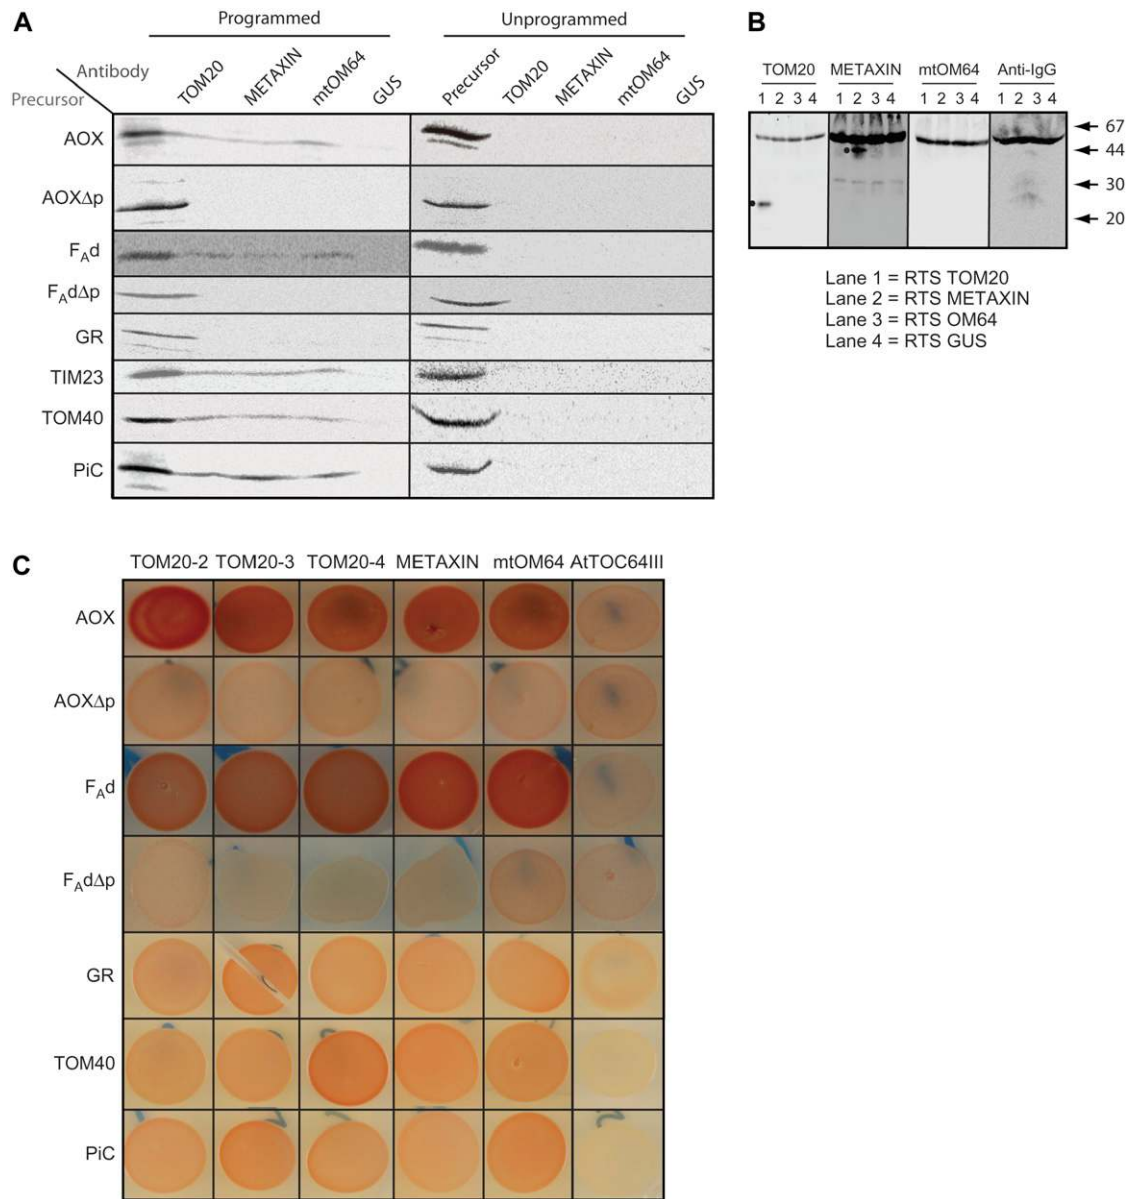 A
Programmed
Unprogrammed
Antibody
Precursor
TOM20
METAXIN
mtOM64
GUS
Precursor
TOM20
METAXIN
mtOM64
GUS
AOX
AOXΔp
FAd
FAdΔp
GR
TIM23
TOM40
PiC
B
TOM20 METAXIN mtOM64 Anti-IgG
1 2 3 4 1 2 3 4 1 2 3 4 1 2 3 4
67
44
30
20
Lane 1 = RTS TOM20
Lane 2 = RTS METAXIN
Lane 3 = RTS OM64
Lane 4 = RTS GUS
C
TOM20-2 TOM20-3 TOM20-4 METAXIN mtOM64 AtTOC64III
AOX
AOXΔp
FAd
FAdΔp
GR
TOM40
PiC